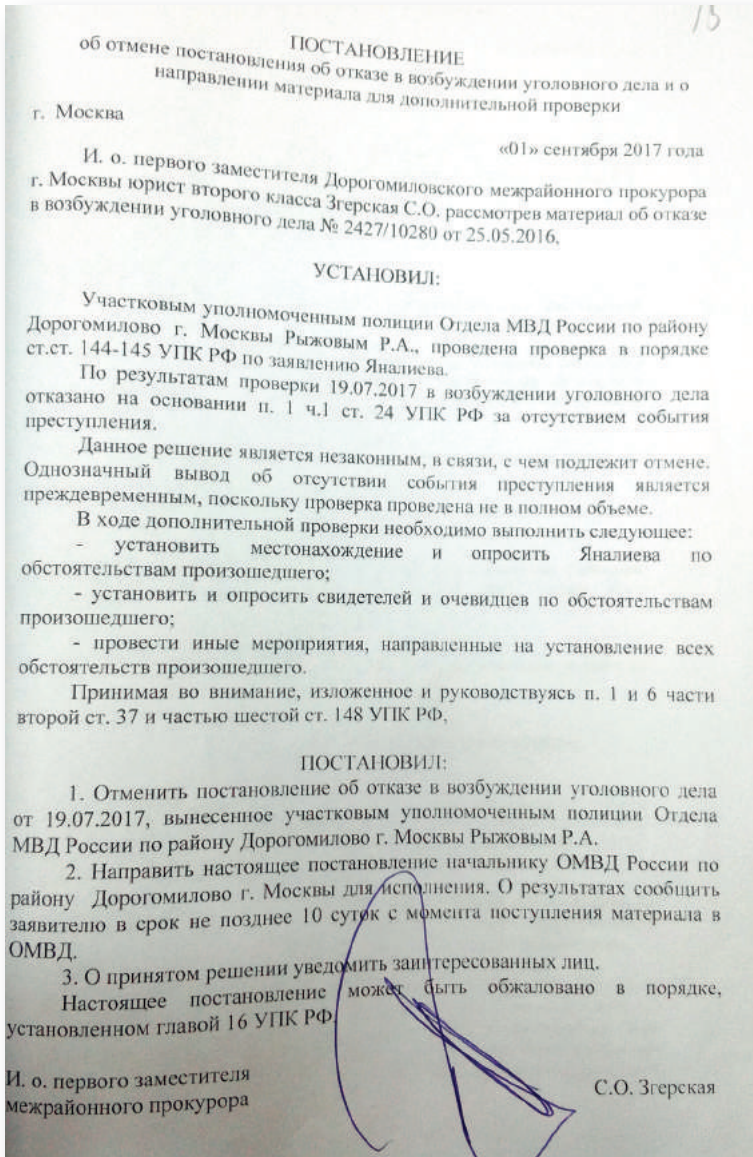 13
ПОСТАНОВЛЕНИЕ
об отмене постановления об отказе в возбуждении уголовного дела и о
направлении материала для дополнительной проверки
г. Москва
«01» сентября 2017 года
И. о. первого заместителя Дорогомиловского межрайонного прокурора
г. Москвы юрист второго класса Згерская С.О. рассмотрев материал об отказе
в возбуждении уголовного дела № 2427/10280 от 25.05.2016,
УСТАНОВИЛ:
Участковым уполномоченным полиции Отдела МВД России по району
Дорогомилово г. Москвы Рыжовым Р.А., проведена проверка в порядке
ст.ст. 144-145 УПК РФ по заявлению Яналиева.
По результатам проверки 19.07.2017 в возбуждении уголовного дела
отказано на основании п. 1 ч.1 ст. 24 УПК РФ за отсутствием события
преступления.
Данное решение является незаконным, в связи, с чем подлежит отмене.
Однозначный вывод об отсутствии события преступления является
преждевременным, поскольку проверка проведена не в полном объеме.
В ходе дополнительной проверки необходимо выполнить следующее:
- установить местонахождение и опросить Яналиева по
обстоятельствам произошедшего;
- установить и опросить свидетелей и очевидцев по обстоятельствам
произошедшего;
- провести иные мероприятия, направленные на установление всех
обстоятельств произошедшего.
Принимая во внимание, изложенное и руководствуясь п. 1 и 6 части
второй ст. 37 и частью шестой ст. 148 УПК РФ,
ПОСТАНОВИЛ:
1. Отменить постановление об отказе в возбуждении уголовного дела
от 19.07.2017, вынесенное участковым уполномоченным полиции Отдела
МВД России по району Дорогомилово г. Москвы Рыжовым Р.А.
2. Направить настоящее постановление начальнику ОМВД России по
району Дорогомилово г. Москвы для исполнения. О результатах сообщить
заявителю в срок не позднее 10 суток с момента поступления материала в
ОМВД.
3. О принятом решении уведомить заинтересованных лиц.
Настоящее постановление может быть обжаловано в порядке,
установленном главой 16 УПК РФ.
И. о. первого заместителя
межрайонного прокурора
С.О. Згерская